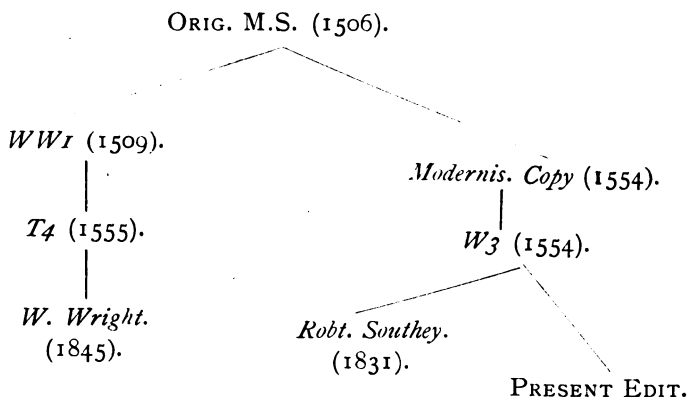 ORIG. M.S. (1506).
WW1 (1509).
Modernis. Copy (1554).
T4 (1555).
W3 (1554).
W. Wright.
(1845).
Robt. Southey.
(1831).
PRESENT EDIT.